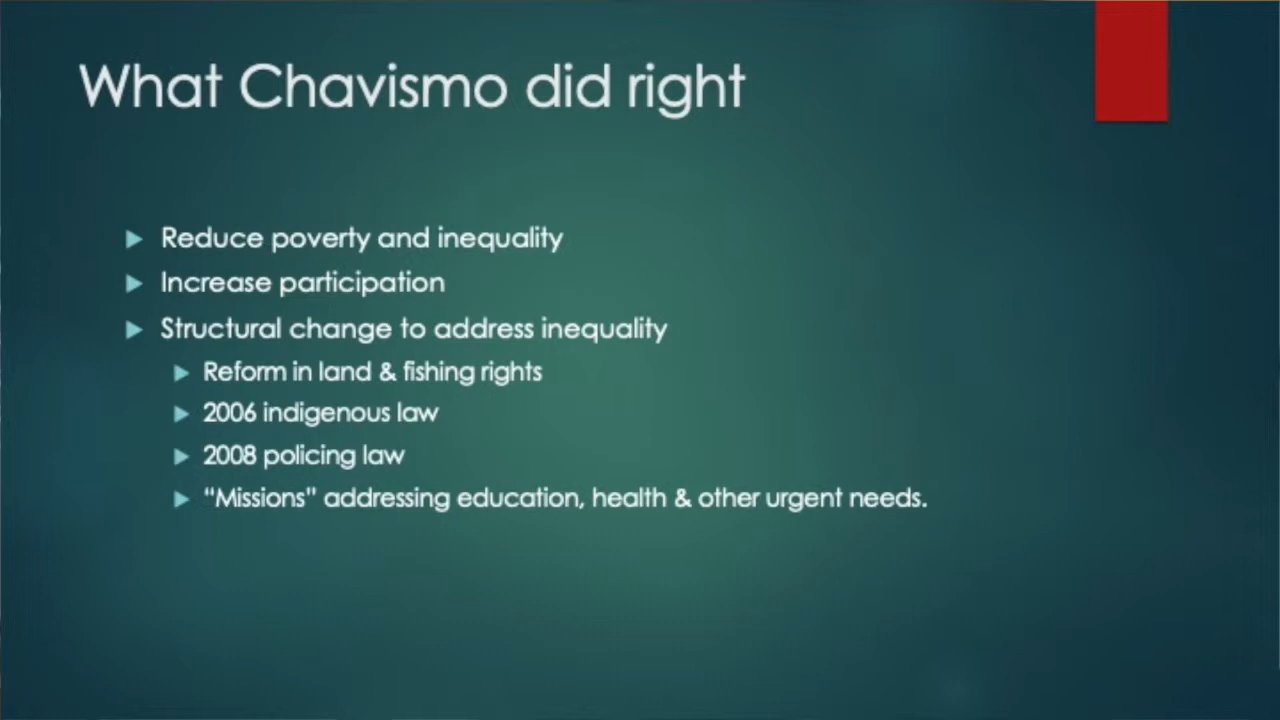 What Chavismo did right
Reduce poverty and inequality
Increase participation
Structural change to address inequality
Reform in land & fishing rights
2006 indigenous law
2008 policing law
“Missions” addressing education, health & other urgent needs.